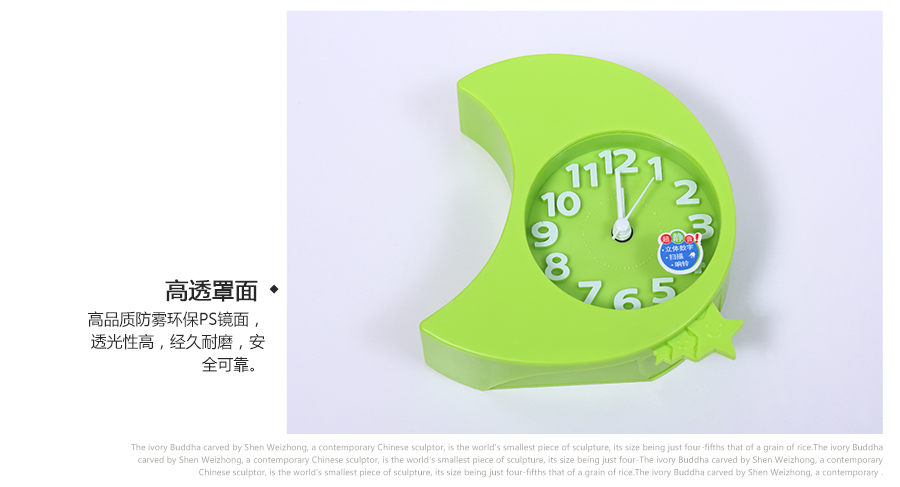 高透罩面
高品质防雾环保PS镜面，
透光性高，经久耐磨，安
全可靠。
12
11
1
10
2
9
3
8
7
6
5
超静音!
·立体数字
·扫描
·响铃
The ivory Buddha carved by Shen Weizhong, a contemporary Chinese sculptor, is the world's smallest piece of sculpture, its size being just four-fifths that of a grain of rice.The ivory Buddha
carved by Shen Weizhong, a contemporary Chinese sculptor, is the world's smallest piece of sculpture, its size being just four-The ivory Buddha carved by Shen Weizhong, a contemporary
Chinese sculptor, is the world's smallest piece of sculpture, its size being just four-fifths that of a grain of rice.The ivory Buddha carved by Shen Weizhong, a contemporary .